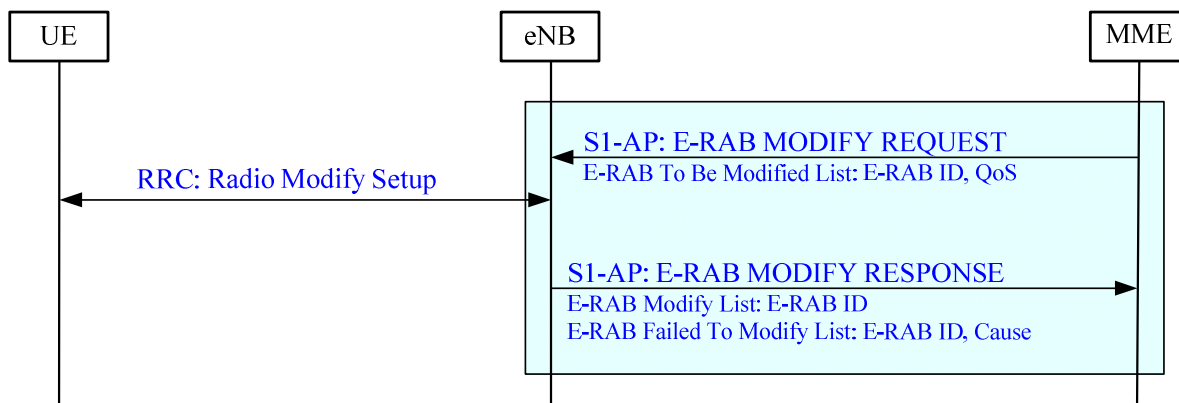 UE
eNB
MME
S1-AP: E-RAB MODIFY REQUEST
E-RAB To Be Modified List: E-RAB ID, QoS
RRC: Radio Modify Setup
S1-AP: E-RAB MODIFY RESPONSE
E-RAB Modify List: E-RAB ID
E-RAB Failed To Modify List: E-RAB ID, Cause